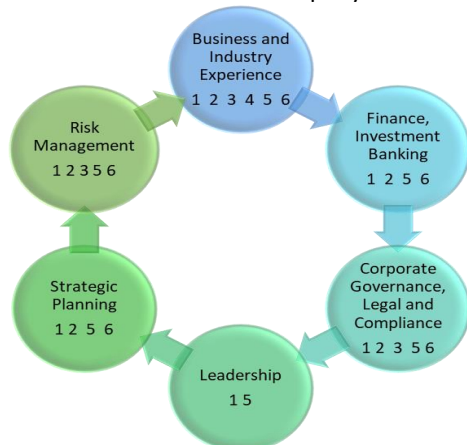 Business and
Industry
Experience
1 2 3 4 5 6
Finance,
Investment
Banking
1 2 5 6
Corporate
Governance,
Legal and
Compliance
1 2 3 5 6
Leadership
1 5
Strategic
Planning
1 2 5 6
Risk
Management
1 2 3 5 6